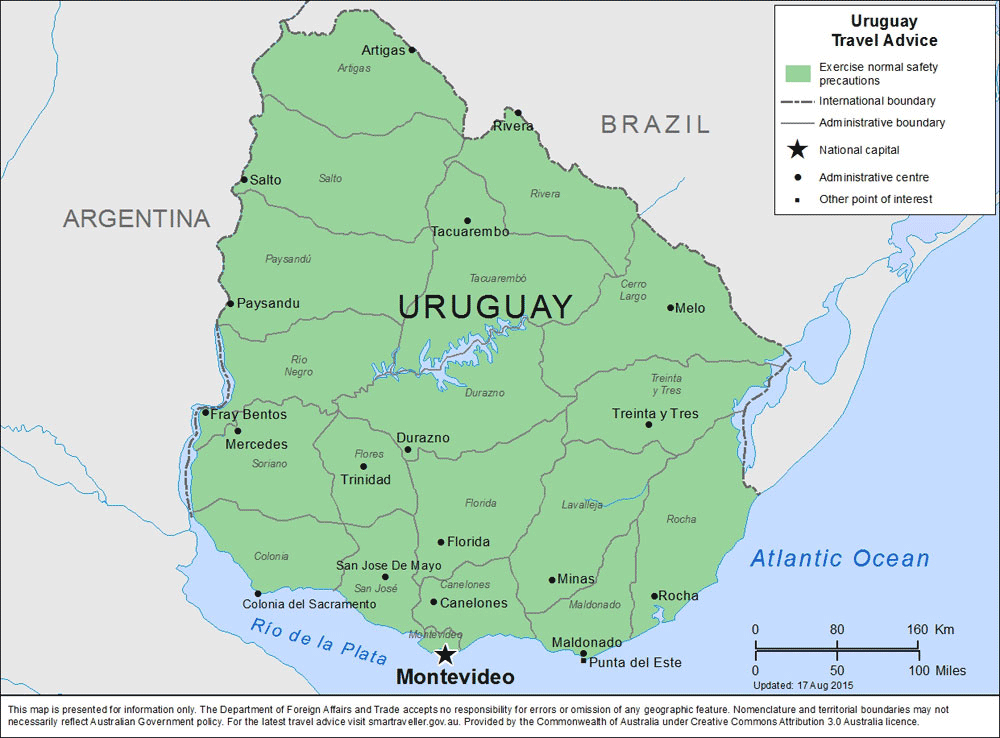 Uruguay
Travel Advice
Exercise normal safety
precautions
International boundary
Administrative boundary
National capital
Administrative centre
Other point of interest
Artigas
Artigas
Rivera
BRAZIL
Salto
Salto
Rivera
ARGENTINA
Tacuarembo
Paysandú
Tacuarembó
Cerro
Largo
Paysandu
URUGUAY
Melo
Rio
Negro
Treinta
y Tres
Durazno
Fray Bentos
Treinta y Tres
Mercedes
Durazno
Flores
Soriano
Trinidad
Florida
Lavalleja
Rocha
Florida
Colonia
Atlantic Ocean
San Jose De Mayo
San José
Canelones
Minas
Colonia del Sacramento
Canelones
Maldonado
Rocha
Río de la Plata
Montevideo
Maldonado
Punta del Este
Montevideo
0 80 160 Km
0 50 100 Miles
Updated: 17 Aug 2015
This map is presented for information only. The Department of Foreign Affairs and Trade accepts no responsibility for errors or omission of any geographic feature. Nomenclature and territorial boundaries may not
necessarily reflect Australian Government policy. For the latest travel advice visit smartraveller.gov.au. Provided by the Commonwealth of Australia under Creative Commons Attribution 3.0 Australia licence.